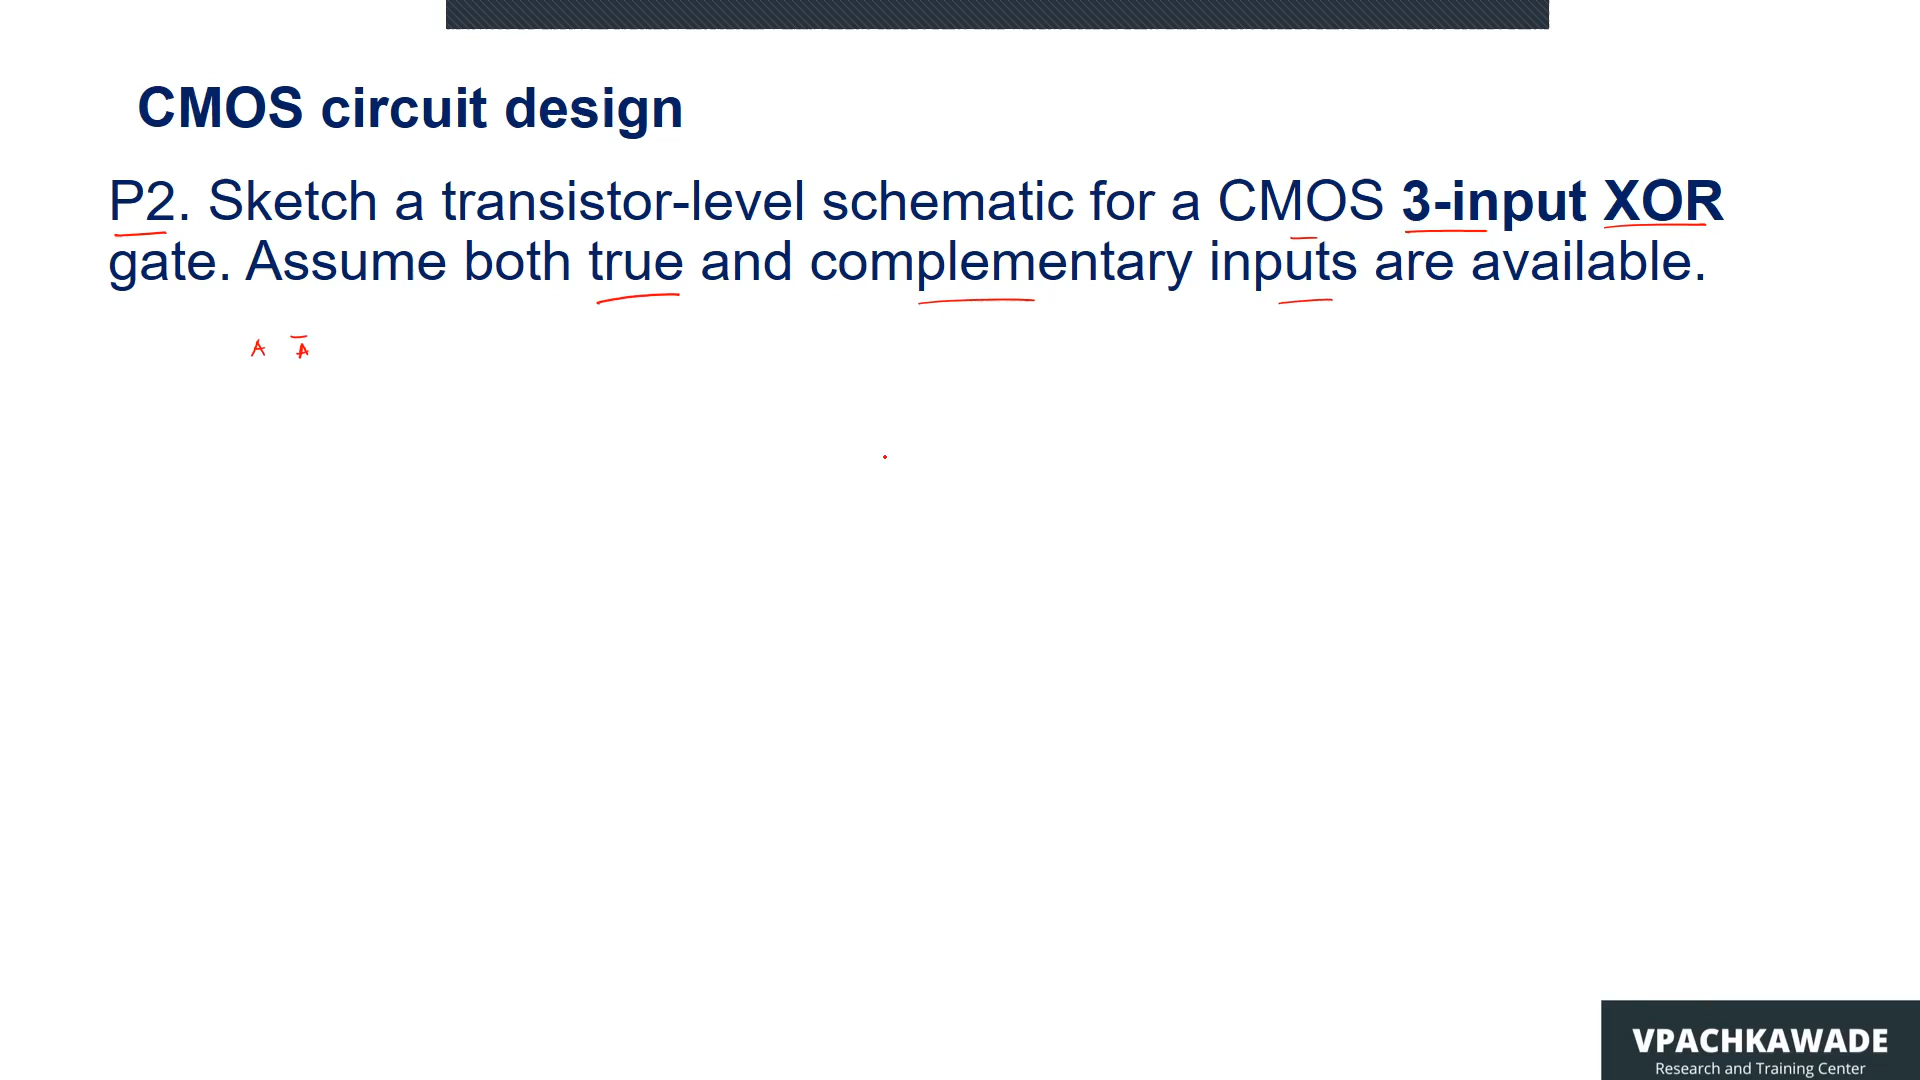 CMOS circuit design
P2. Sketch a transistor-level schematic for a CMOS 3-input XOR
gate. Assume both true and complementary inputs are available.
A A̅
VPACHKAWADE
Research and Training Center